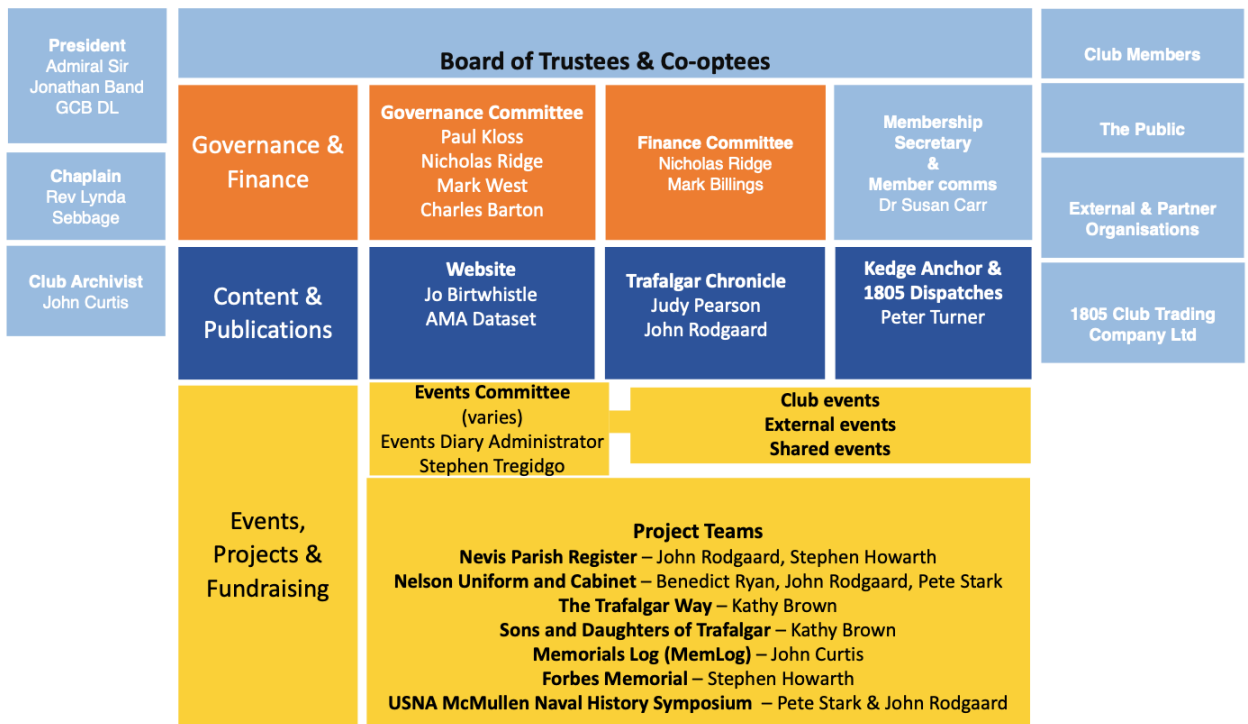 President
Admiral Sir
Jonathan Band
GCB DL
Chaplain
Rev Lynda
Sebbage
Club Archivist
John Curtis
Board of Trustees & Co-optees
Governance &
Finance
Governance Committee
Paul Kloss
Nicholas Ridge
Mark West
Charles Barton
Finance Committee
Nicholas Ridge
Mark Billings
Membership
Secretary
&
Member comms
Dr Susan Carr
Content &
Publications
Website
Jo Birtwhistle
AMA Dataset
Trafalgar Chronicle
Judy Pearson
John Rodgaard
Kedge Anchor &
1805 Dispatches
Peter Turner
Events,
Projects &
Fundraising
Events Committee
(varies)
Events Diary Administrator
Stephen Tregidgo
Club events
External events
Shared events
Project Teams
Nevis Parish Register – John Rodgaard, Stephen Howarth
Nelson Uniform and Cabinet – Benedict Ryan, John Rodgaard, Pete Stark
The Trafalgar Way – Kathy Brown
Sons and Daughters of Trafalgar – Kathy Brown
Memorials Log (MemLog) – John Curtis
Forbes Memorial – Stephen Howarth
USNA McMullen Naval History Symposium – Pete Stark & John Rodgaard
Club Members
The Public
External & Partner
Organisations
1805 Club Trading
Company Ltd